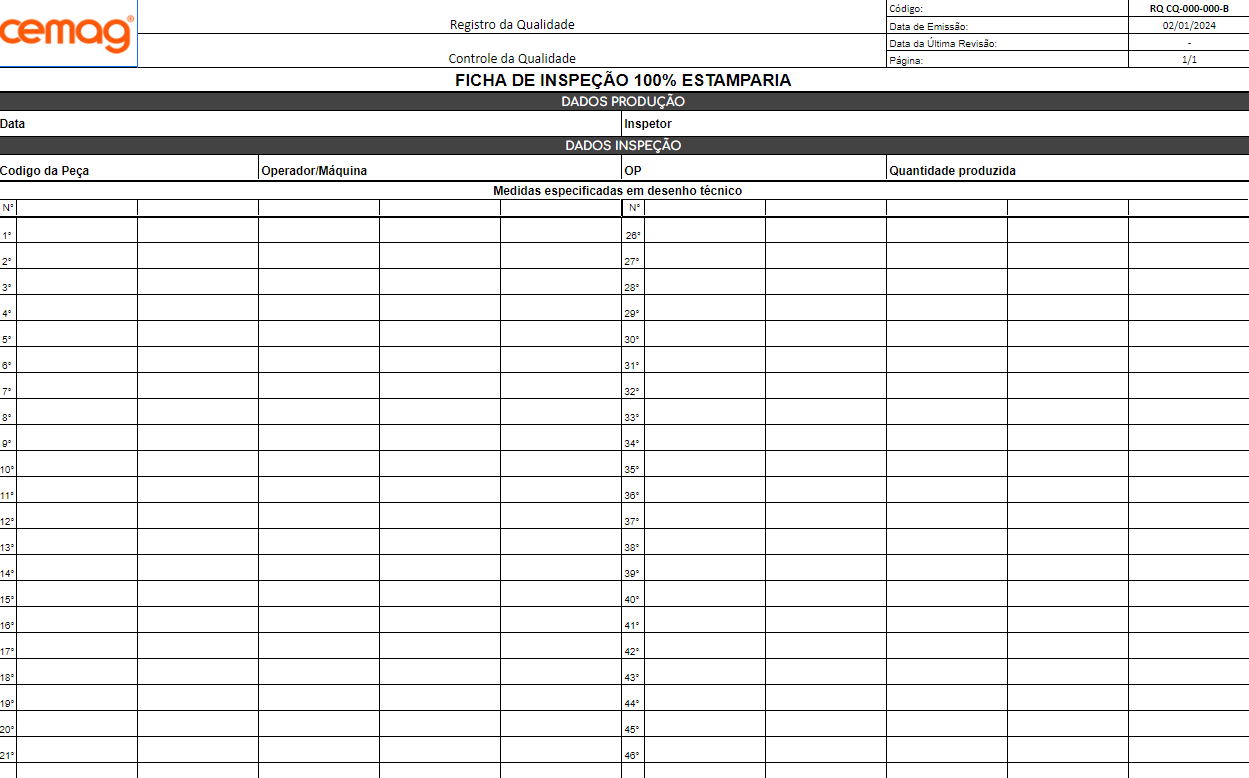 cemag®
Registro da Qualidade
Controle da Qualidade
Código: RQ CQ-000-000-B
Data de Emissão: 02/01/2024
Data da Última Revisão: -
Página: 1/1
FICHA DE INSPEÇÃO 100% ESTAMPARIA
DADOS PRODUÇÃO
Data Inspetor
DADOS INSPEÇÃO
Codigo da Peça Operador/Máquina OP Quantidade produzida
Medidas especificadas em desenho técnico
N° N°
1° 26°
2° 27°
3° 28°
4° 29°
5° 30°
6° 31°
7° 32°
8° 33°
9° 34°
10° 35°
11° 36°
12° 37°
13° 38°
14° 39°
15° 40°
16° 41°
17° 42°
18° 43°
19° 44°
20° 45°
21° 46°